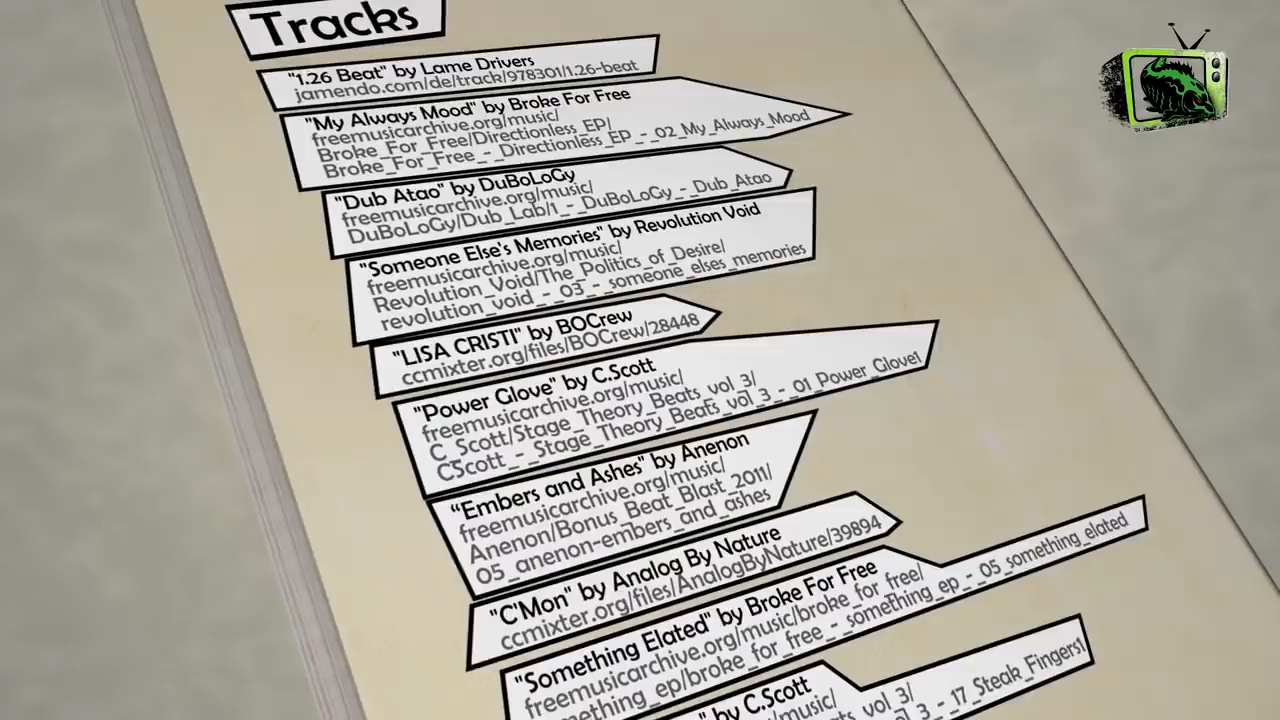 Tracks
"1.26 Beat" by Lame Drivers
jamendo.com/de/track/978301/1.26-beat
"My Always Mood" by Broke For Free
freemusicarchive.org/music/
Broke_For_Free/Directionless_EP/
Broke_For_Free_-_Directionless_EP_-_02_My_Always_Mood
"Dub Atao" by DuBoLoGy
freemusicarchive.org/music/
DuBoLoGy/Dub_Lab/1_-_DuBoLoGy_-_Dub_Atao
"Someone Else's Memories" by Revolution Void
freemusicarchive.org/music/
Revolution_Void/The_Politics_of_Desire/
revolution_void_-_03_-_someone_elses_memories
"LISA CRISTI" by BOCrew
ccmixter.org/files/BOCrew/28448
"Power Glove" by C.Scott
freemusicarchive.org/music/
C_Scott/Stage_Theory_Beats_vol_3/
CScott_-_Stage_Theory_Beats_vol_3_-_01_Power_Glove1
"Embers and Ashes" by Anenon
freemusicarchive.org/music/
Anenon/Bonus_Beat_Blast_2011/
05_anenon-embers_and_ashes
"C'Mon" by Analog By Nature
ccmixter.org/files/AnalogByNature/39894
"Something Elated" by Broke For Free
freemusicarchive.org/music/broke_for_free/
mething_ep/broke_for_free_-_something_ep_-_05_something_elated
" by C.Scott
/music/
ts_vol_3/
l_3_-_17_Steak_Fingers1